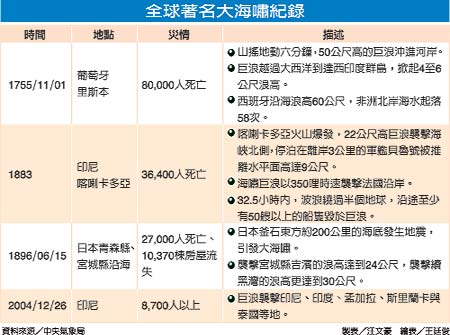 全球著名大海嘯紀錄
時間 地點 災情 描述
1755/11/01
葡萄牙
里斯本
80,000人死亡
●山搖地動六分鐘，50公尺高的巨浪沖進河岸。
●巨浪越過大西洋到達西印度群島，掀起4至6
公尺浪高。
●西班牙沿海浪高60公尺，非洲北岸海水起落
58次。
1883
印尼
喀喇卡多亞
36,400人死亡
●喀喇卡多亞火山爆發，22公尺高巨浪襲擊海
峽北側，停泊在離岸3公里的軍艦貝魯號被推
離水平面高達9公尺。
●海嘯巨浪以350哩時速襲擊法國沿岸。
●32.5小時內，波浪繞過半個地球，沿途至少
有50艘以上的船隻毀於巨浪。
1896/06/15
日本青森縣、
宮城縣沿海
27,000人死亡、
10,370棟房屋流
失
●日本釜石東方約200公里的海底發生地震，
引發大海嘯。
●襲擊宮城縣吉濱的浪高達24公尺，襲擊續
黑灣的浪高更達到30公尺。
2004/12/26
印尼
8,700人以上
●巨浪襲擊印尼、印度、孟加拉、斯里蘭卡與
泰國等地。
資料來源／中央氣象局
製表／汪文豪 繪表／王廷俊